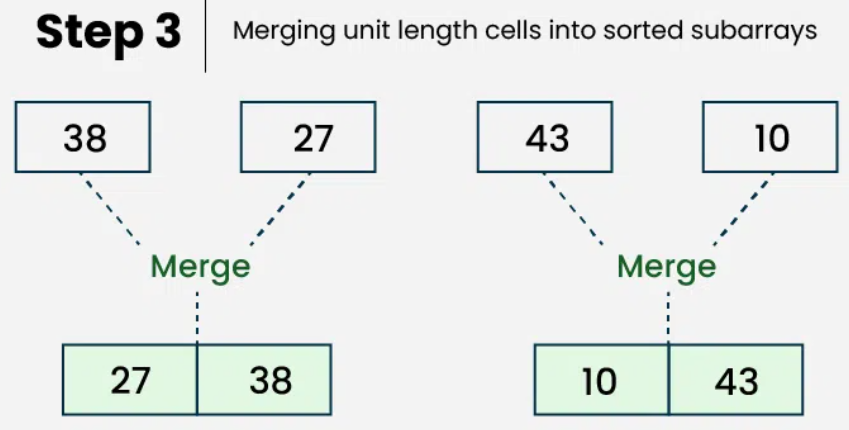 Step 3
Merging unit length cells into sorted subarrays
38 27 43 10
Merge Merge
27 38 10 43